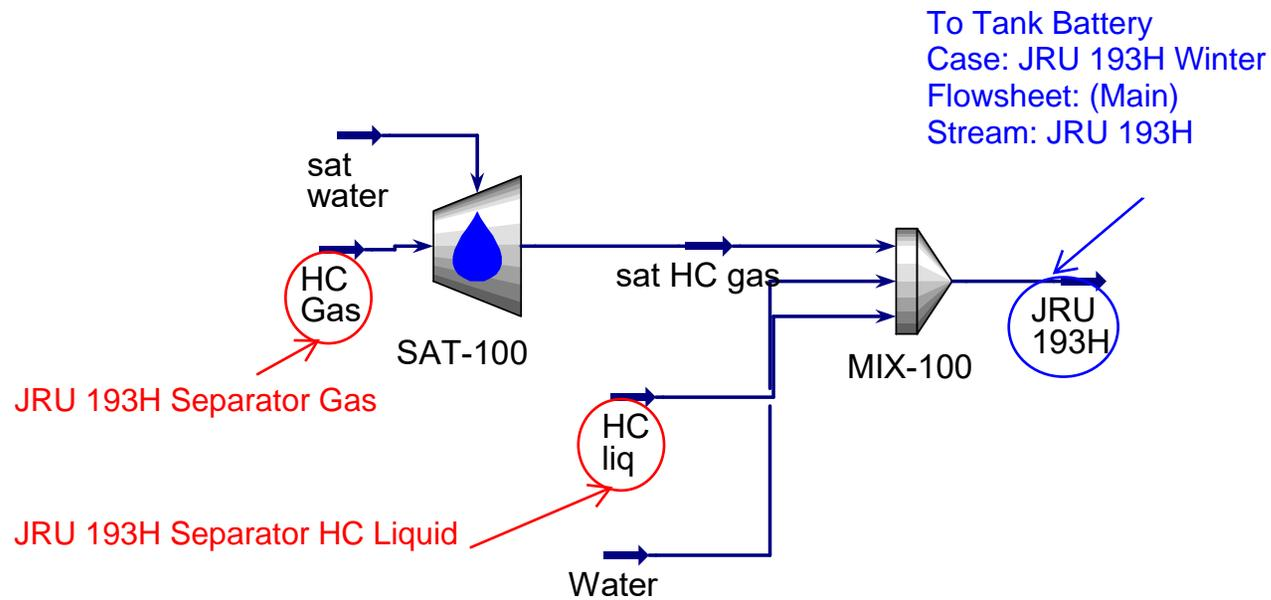 To Tank Battery
Case: JRU 193H Winter
Flowsheet: (Main)
Stream: JRU 193H
sat
water
HC
Gas
sat HC gas
JRU
193H
SAT-100
MIX-100
JRU 193H Separator Gas
HC
liq
JRU 193H Separator HC Liquid
Water